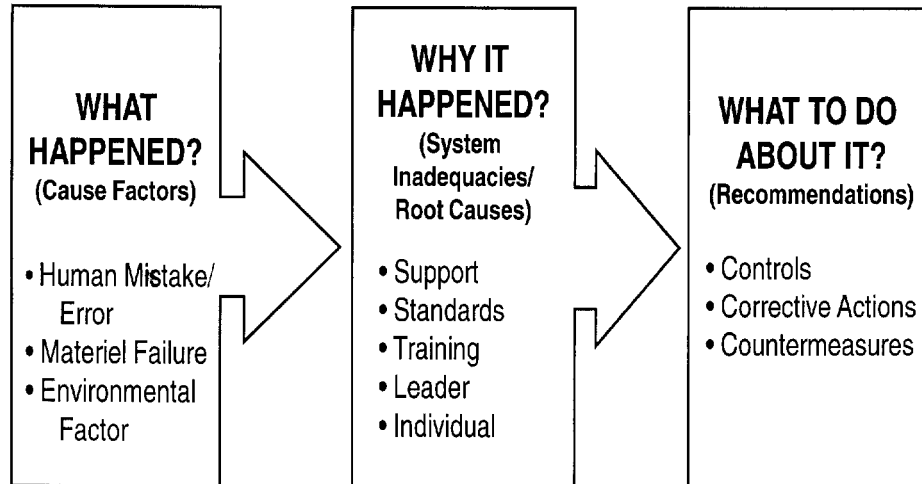 WHAT
HAPPENED?
(Cause Factors)
• Human Mistake/
Error
• Materiel Failure
• Environmental
Factor
WHY IT
HAPPENED?
(System
Inadequacies/
Root Causes)
• Support
• Standards
• Training
• Leader
• Individual
WHAT TO DO
ABOUT IT?
(Recommendations)
• Controls
• Corrective Actions
• Countermeasures